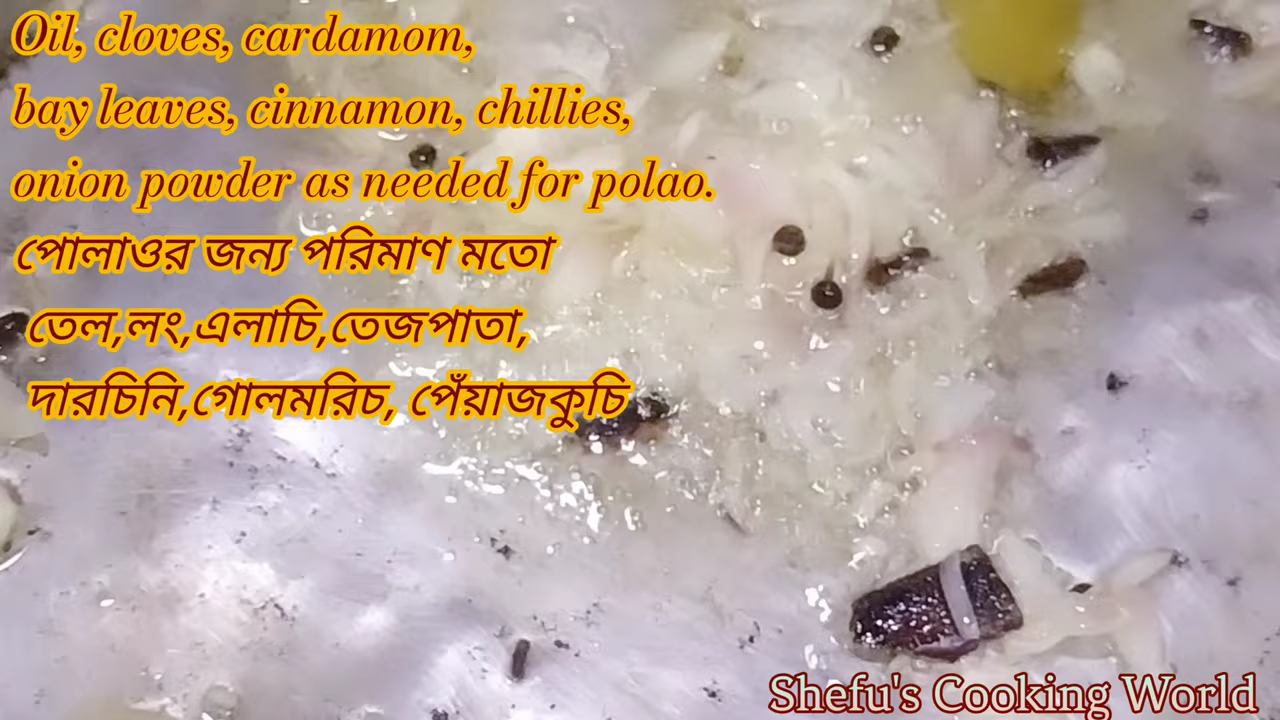 Oil, cloves, cardamom,
bay leaves, cinnamon, chillies,
onion powder as needed for polao.
পোলাওর জন্য পরিমাণ মতো
তেল,লং,এলাচি,তেজপাতা,
দারচিনি,গোলমরিচ, পেঁয়াজকুচি
Shefu's Cooking World